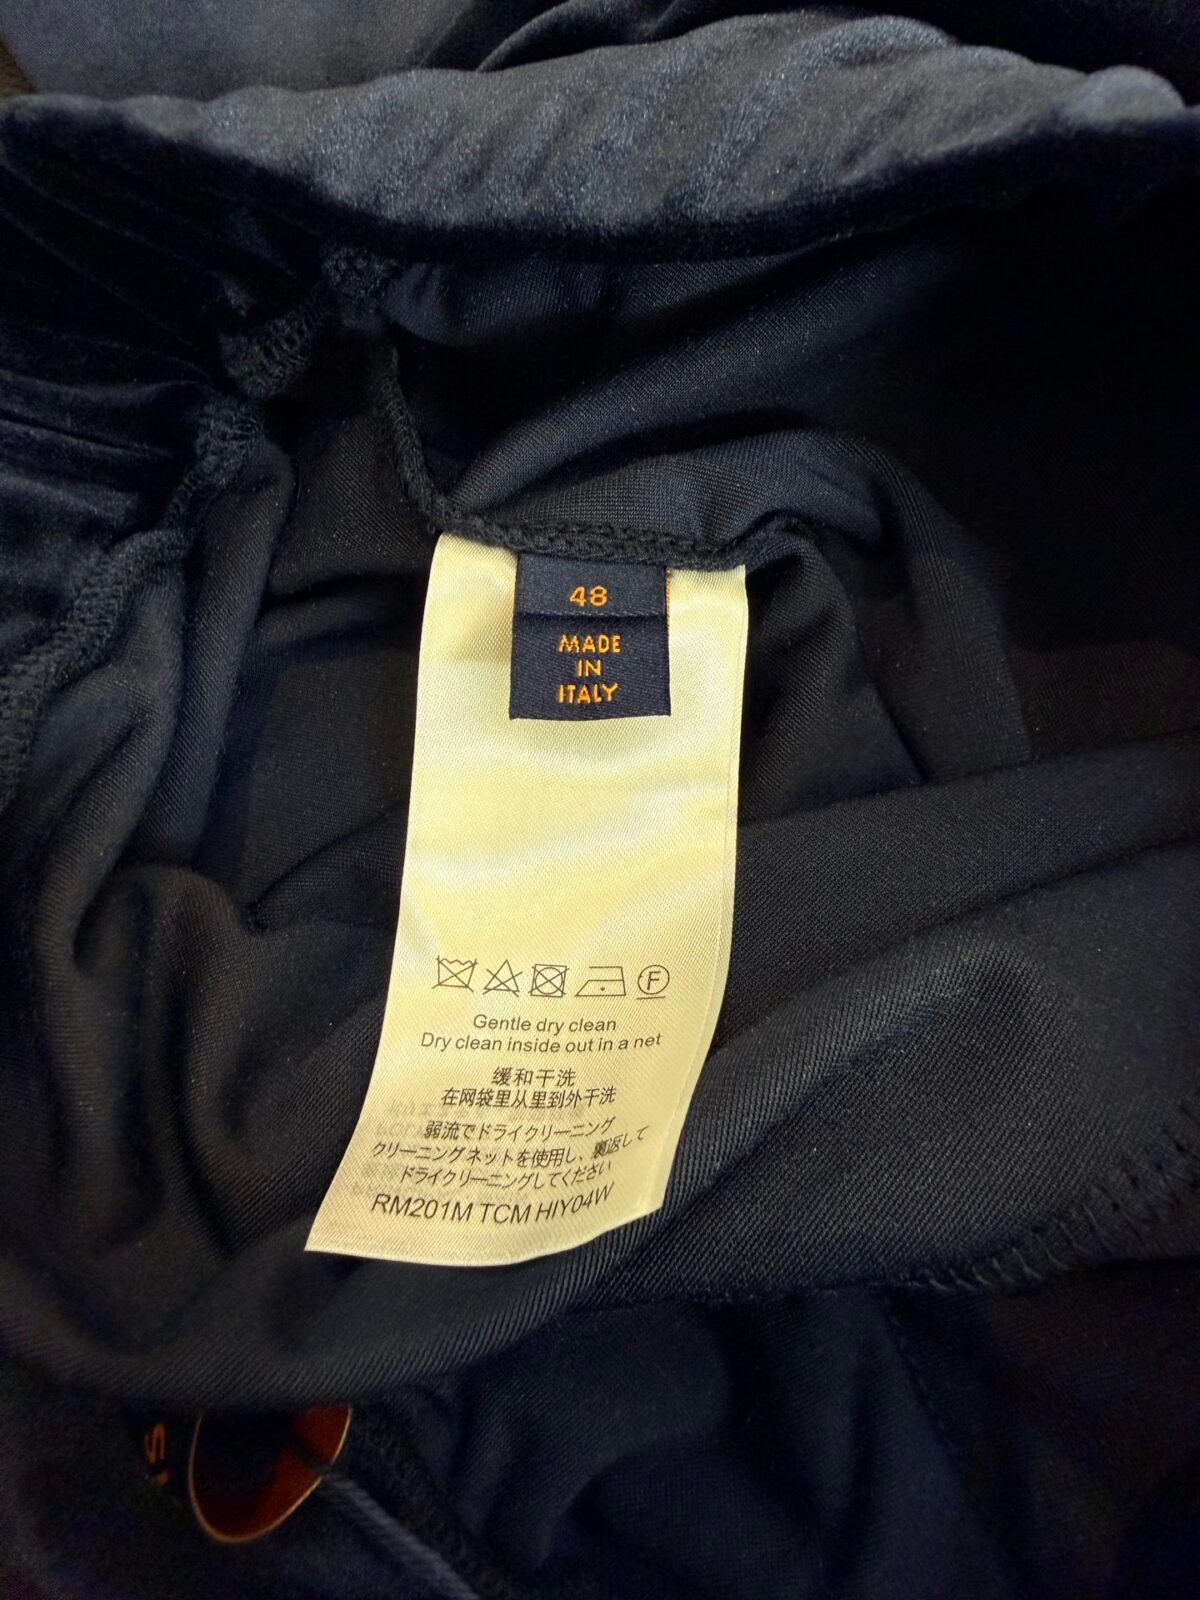 48
MADE
IN
ITALY
F
Gentle dry clean
Dry clean inside out in a net
缓和干洗
在网袋里从里到外干洗
弱流でドライクリーニング
クリーニングネットを使用し、裏返して
ドライクリーニングしてください
RM201M TCM HIY04W